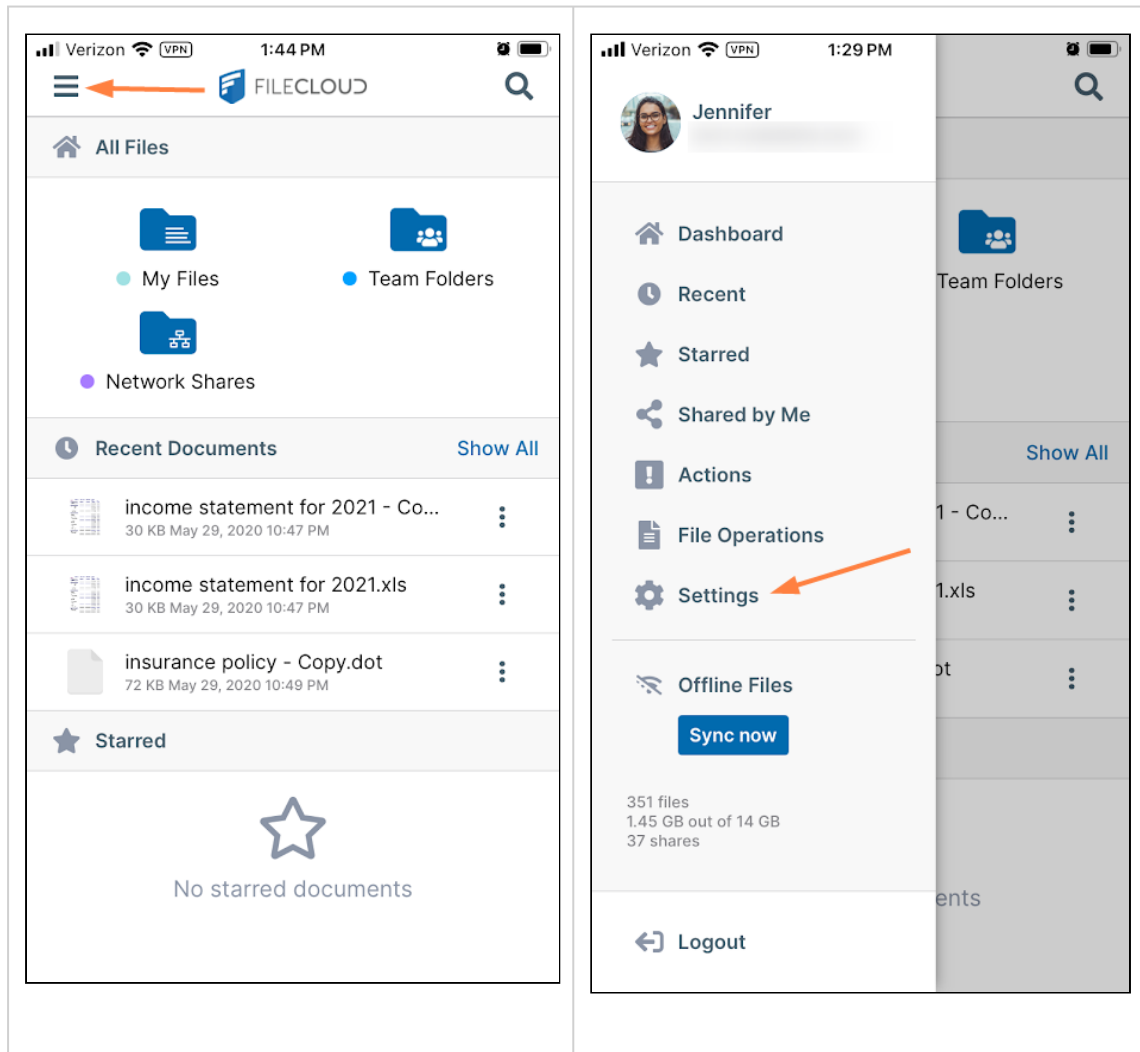 Verizon VPN 1:44 PM
FILECLOUD
All Files
My Files Team Folders
Network Shares
Recent Documents Show All
income statement for 2021 - Co...
30 KB May 29, 2020 10:47 PM
income statement for 2021.xls
30 KB May 29, 2020 10:47 PM
insurance policy - Copy.dot
72 KB May 29, 2020 10:49 PM
Starred
No starred documents
Verizon VPN 1:29 PM
Jennifer
Dashboard
Recent
Team Folders
Starred
Shared by Me
Show All
Actions
1 - Co...
File Operations
Settings
1.xls
Offline Files
ot
Sync now
351 files
1.45 GB out of 14 GB
37 shares
ents
Logout